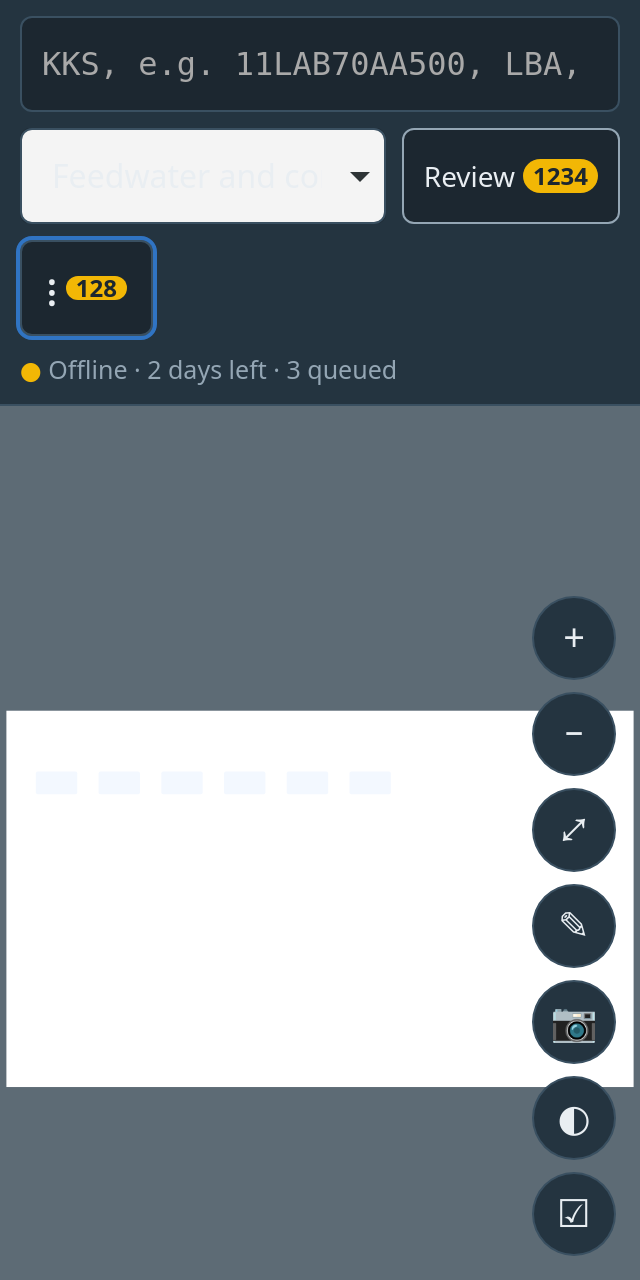 KKS, e.g. 11LAB70AA500, LBA,
Feedwater and co
Review 1234
⋮ 128
Offline · 2 days left · 3 queued
+
−